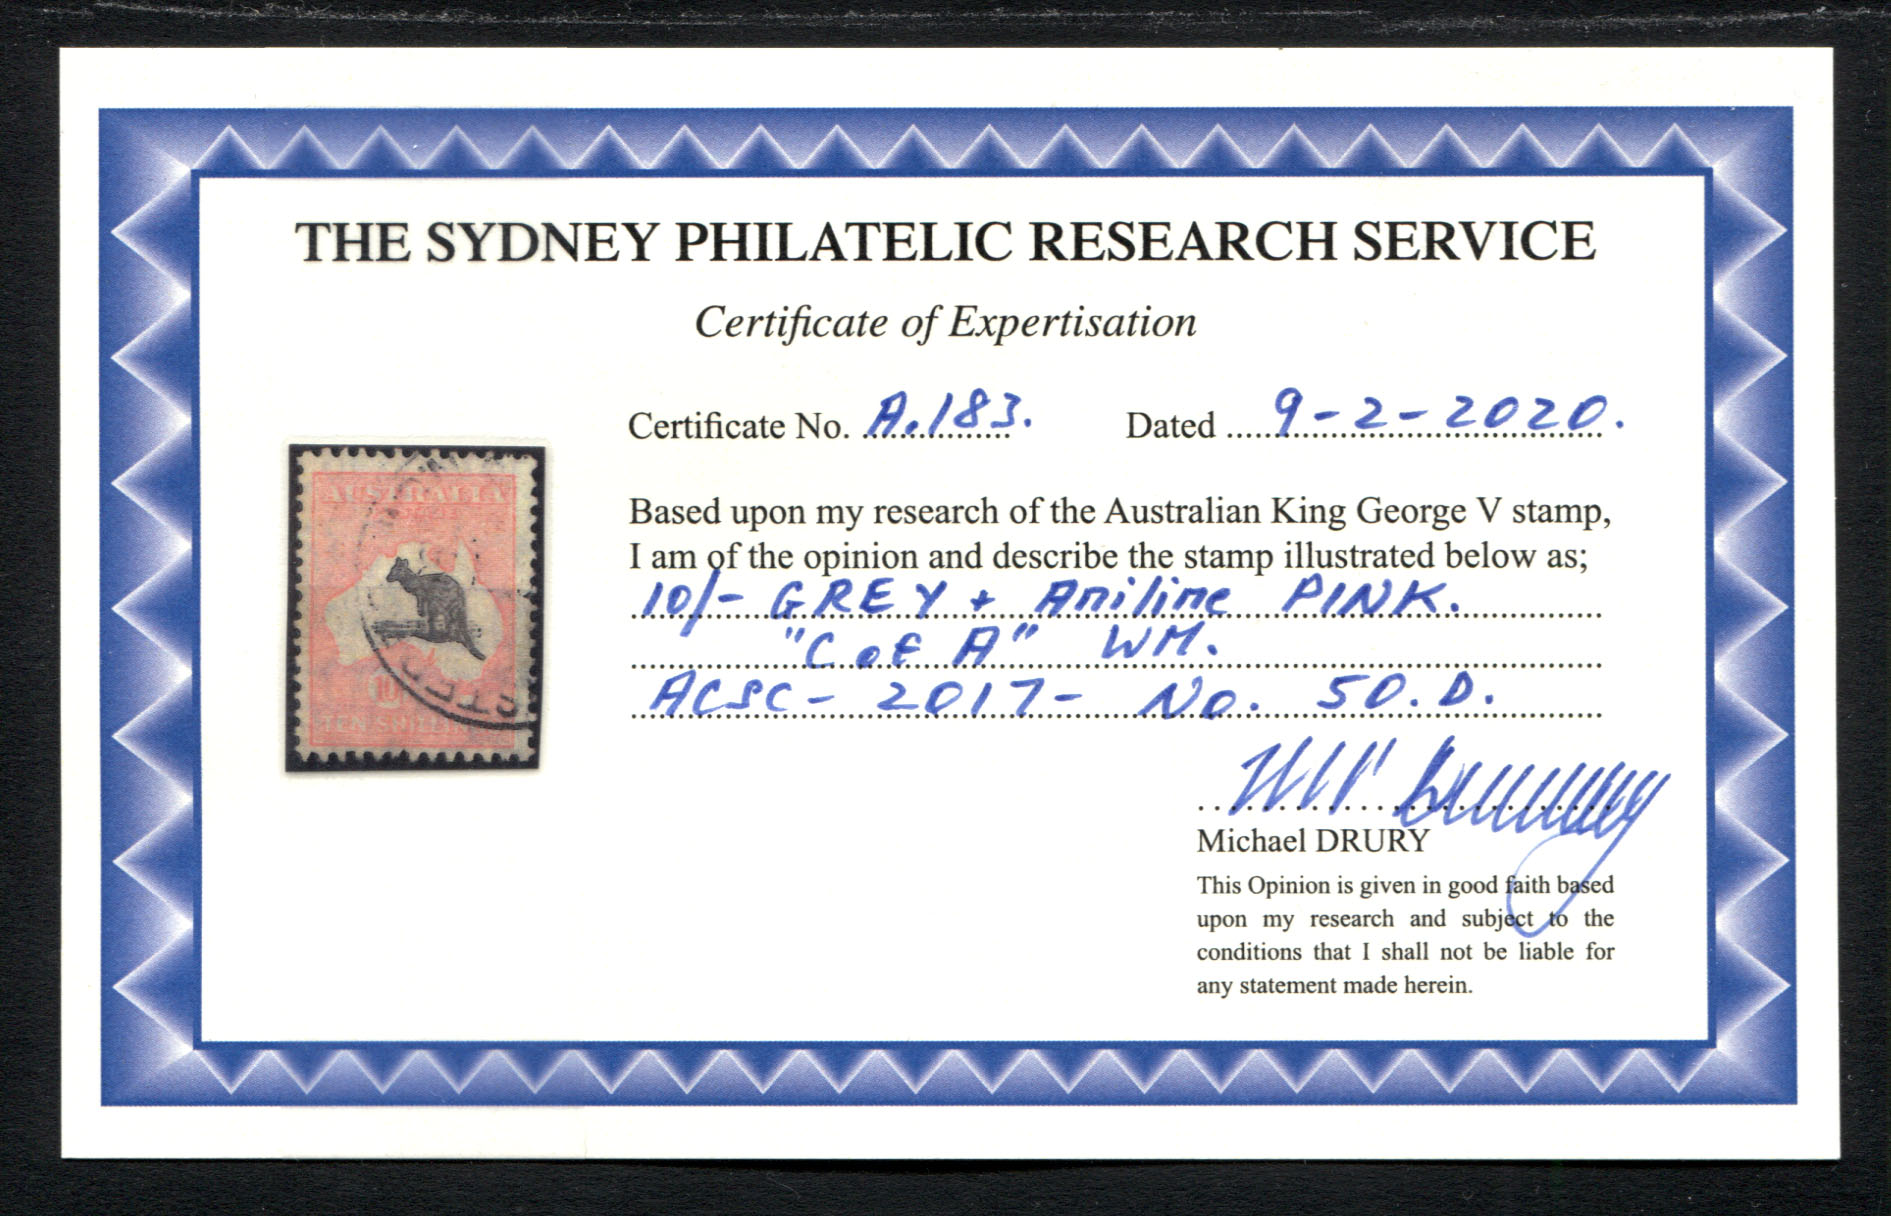 THE SYDNEY PHILATELIC RESEARCH SERVICE
Certificate of Expertisation
Certificate No. A.183. Dated 9-2-2020.
Based upon my research of the Australian King George V stamp,
I am of the opinion and describe the stamp illustrated below as;
10/- GREY + Aniline PINK.
"C of A" WM.
ACSC - 2017 - No. 50.D.
Michael DRURY
This Opinion is given in good faith based
upon my research and subject to the
conditions that I shall not be liable for
any statement made herein.
AUSTRALIA
10
TEN SHILL